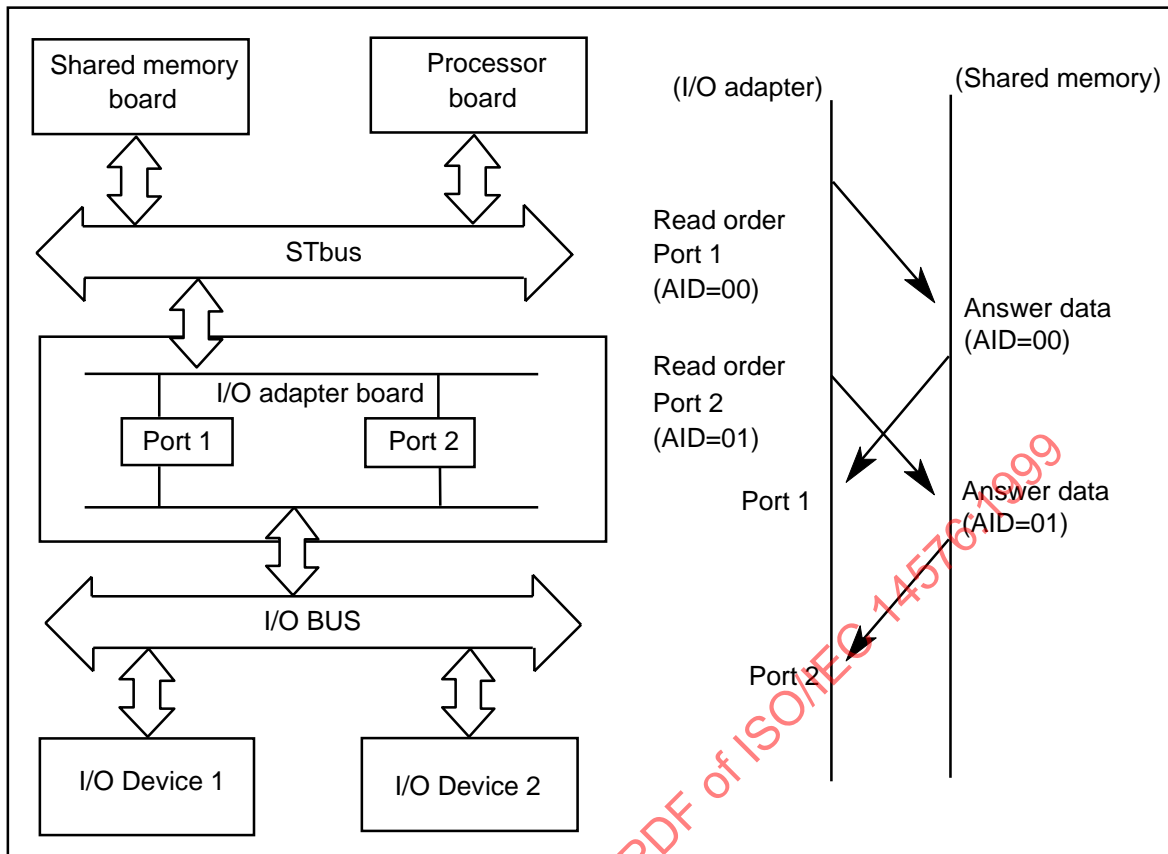 Shared memory
board
Processor
board
STbus
I/O adapter board
Port 1
Port 2
I/O BUS
I/O Device 1
I/O Device 2
(I/O adapter)
(Shared memory)
Read order
Port 1
(AID=00)
Answer data
(AID=00)
Read order
Port 2
(AID=01)
Port 1
Answer data
(AID=01)
Port 2
PDF of ISO/IEC 14576:1999